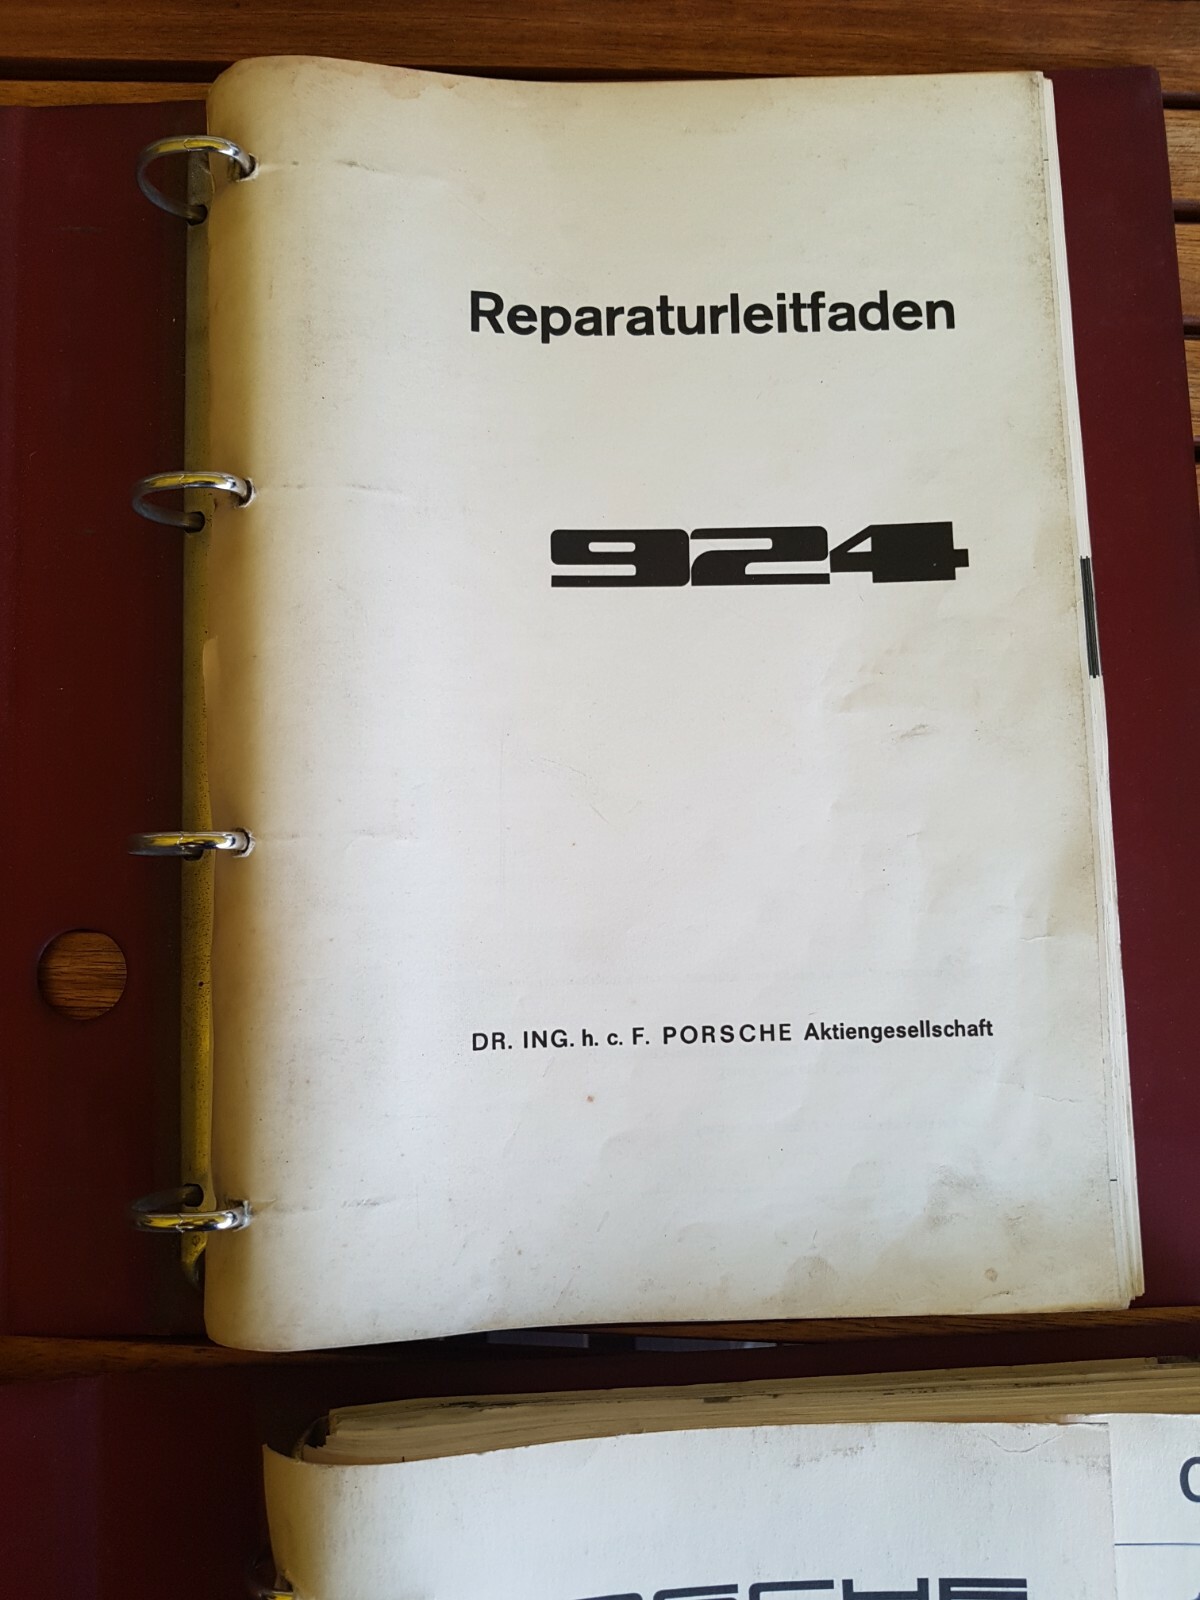 Reparaturleitfaden
924
DR. ING. h. c. F. PORSCHE Aktiengesellschaft